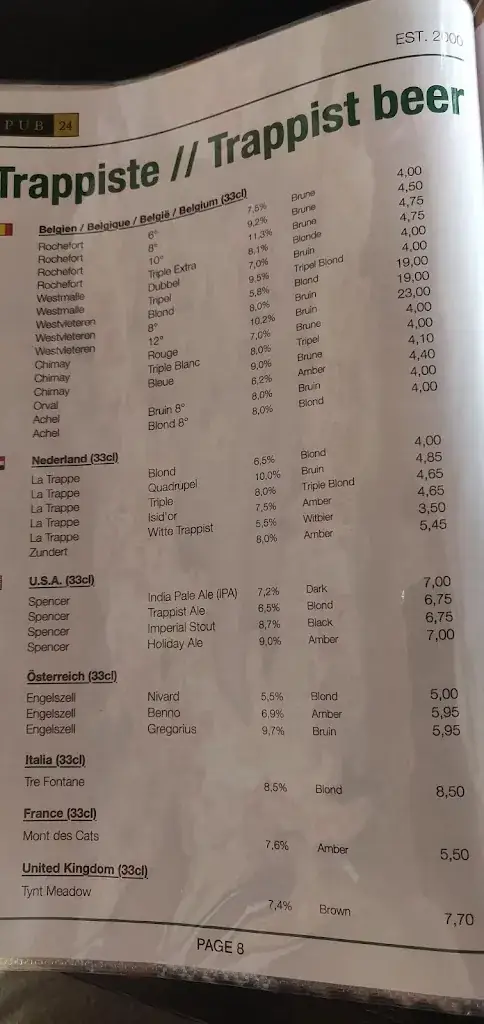 EST. 2000
PUB 24
Trappiste // Trappist beer
Belgien / Belgique / België / Belgium (33cl)
Rochefort 6° 7,5% Brune 4,00
Rochefort 8° 9,2% Brune 4,50
Rochefort 10° 11,3% Brune 4,75
Rochefort Triple Extra 8,1% Blonde 4,75
Westmalle Dubbel 7,0% Bruin 4,00
Westmalle Tripel 9,5% Tripel Blond 4,00
Westvleteren Blond 5,8% Blond 19,00
Westvleteren 8° 8,0% Bruin 19,00
Westvleteren 12° 10,2% Bruin 23,00
Chimay Rouge 7,0% Brune 4,00
Chimay Triple Blanc 8,0% Tripel 4,00
Chimay Bleue 9,0% Brune 4,10
Orval 6,2% Amber 4,40
Achel Bruin 8° 8,0% Bruin 4,00
Achel Blond 8° 8,0% Blond 4,00
Nederland (33cl)
La Trappe Blond 6,5% Blond 4,00
La Trappe Quadrupel 10,0% Bruin 4,85
La Trappe Triple 8,0% Triple Blond 4,65
La Trappe Isid'or 7,5% Amber 4,65
La Trappe Witte Trappist 5,5% Witbier 3,50
Zundert 8,0% Amber 5,45
U.S.A. (33cl)
Spencer India Pale Ale (IPA) 7,2% Dark 7,00
Spencer Trappist Ale 6,5% Blond 6,75
Spencer Imperial Stout 8,7% Black 6,75
Spencer Holiday Ale 9,0% Amber 7,00
Österreich (33cl)
Engelszell Nivard 5,5% Blond 5,00
Engelszell Benno 6,9% Amber 5,95
Engelszell Gregorius 9,7% Bruin 5,95
Italia (33cl)
Tre Fontane 8,5% Blond 8,50
France (33cl)
Mont des Cats 7,6% Amber 5,50
United Kingdom (33cl)
Tynt Meadow 7,4% Brown 7,70
PAGE 8